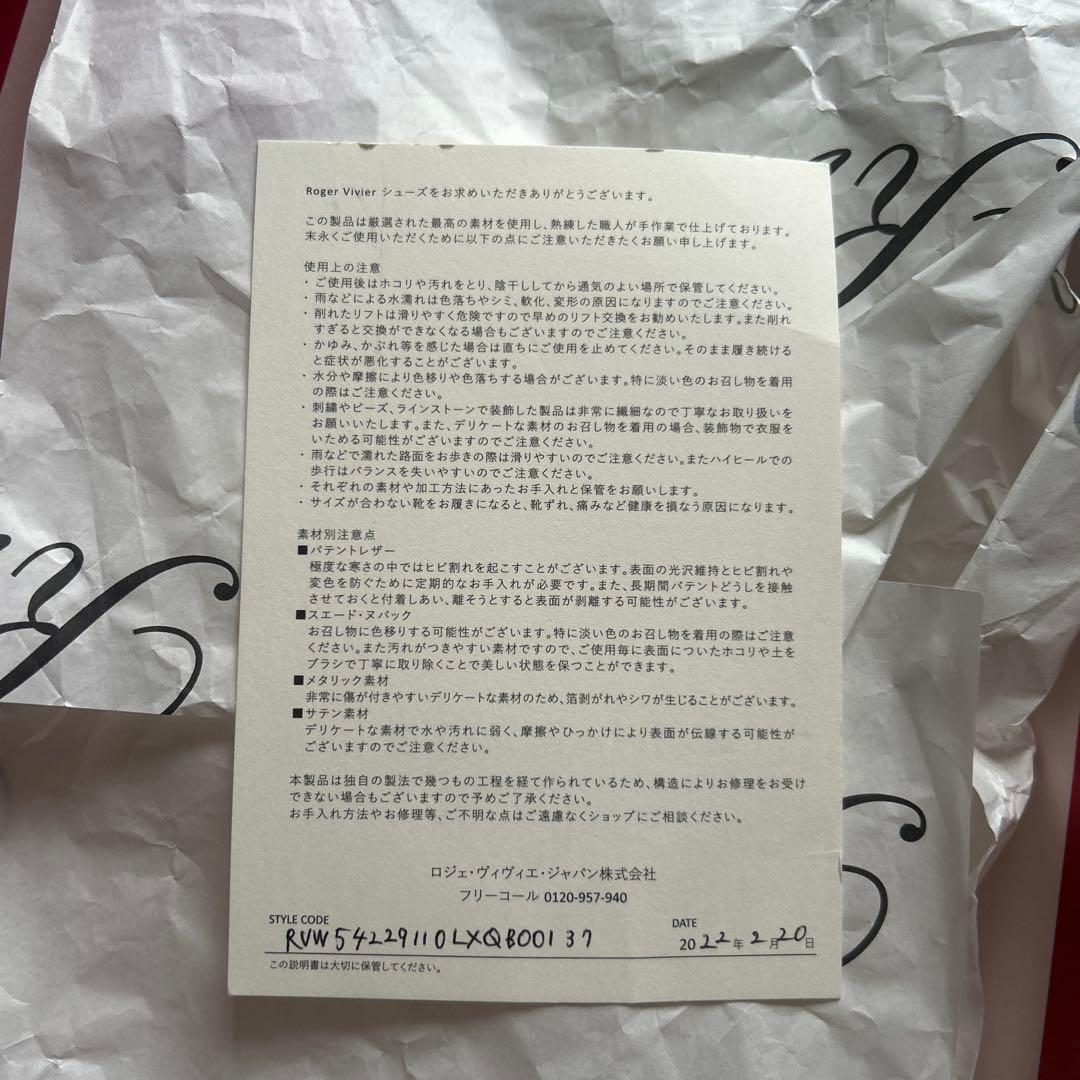 Roger Vivier シューズをお求めいただきありがとうございます。
この製品は厳選された最高の素材を使用し、熟練した職人が手作業で仕上げております。
末永くご使用いただくために以下の点にご注意いただきたくお願い申し上げます。
使用上の注意
・ご使用後はホコリや汚れをとり、陰干ししてから通気のよい場所で保管してください。
・雨などによる水濡れは色落ちやシミ、軟化、変形の原因になりますのでご注意ください。
・削れたリフトは滑りやすく危険ですので早めのリフト交換をお勧めいたします。また削れ
すぎると交換ができなくなる場合もございますのでご注意ください。
・かゆみ、かぶれ等を感じた場合は直ちにご使用を止めてください。そのまま履き続ける
と症状が悪化することがございます。
・水分や摩擦により色移りや色落ちする場合がございます。特に淡い色のお召し物を着用
の際はご注意ください。
・刺繍やビーズ、ラインストーンで装飾した製品は非常に繊細なので丁寧なお取り扱いを
お願いいたします。また、デリケートな素材のお召し物を着用の場合、装飾物で衣服を
いためる可能性がございますのでご注意ください。
・雨などで濡れた路面をお歩きの際は滑りやすいのでご注意ください。またハイヒールでの
歩行はバランスを失いやすいのでご注意ください。
・それぞれの素材や加工方法にあったお手入れと保管をお願いします。
・サイズが合わない靴をお履きになると、靴ずれ、痛みなど健康を損なう原因になります。
素材別注意点
■パテントレザー
極度な寒さの中ではヒビ割れを起こすことがございます。表面の光沢維持とヒビ割れや
変色を防ぐために定期的なお手入れが必要です。また、長期間パテントどうしを接触
させておくと付着しあい、離そうとすると表面が剥離する可能性がございます。
■スエード・ヌバック
お召し物に色移りする可能性がございます。特に淡い色のお召し物を着用の際はご注意
ください。また汚れがつきやすい素材ですので、ご使用毎に表面についたホコリや土を
ブラシで丁寧に取り除くことで美しい状態を保つことができます。
■メタリック素材
非常に傷が付きやすいデリケートな素材のため、箔剥がれやシワが生じることがございます。
■サテン素材
デリケートな素材で水や汚れに弱く、摩擦やひっかけにより表面が伝線する可能性が
ございますのでご注意ください。
本製品は独自の製法で幾つもの工程を経て作られているため、構造によりお修理をお受け
できない場合もございますので予めご了承ください。
お手入れ方法やお修理等、ご不明な点はご遠慮なくショップにご相談ください。
ロジェ・ヴィヴィエ・ジャパン株式会社
フリーコール 0120-957-940
STYLE CODE RVW54229110LXQB00137
DATE 2022年2月20日
この説明書は大切に保管してください。